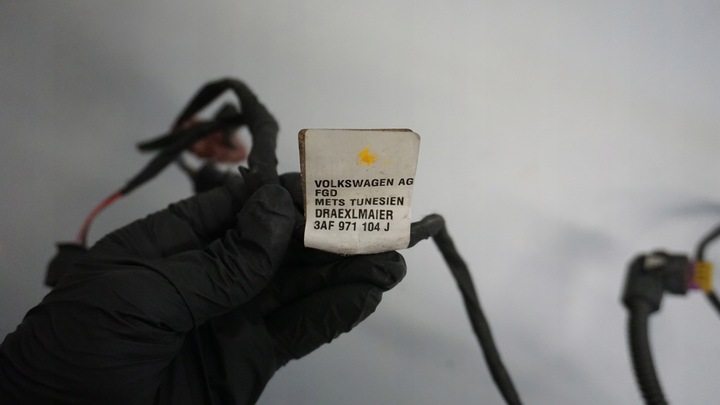 VOLKSWAGEN AG
FGD
METS TUNESIEN
DRAEXLMAIER
3AF 971 104 J